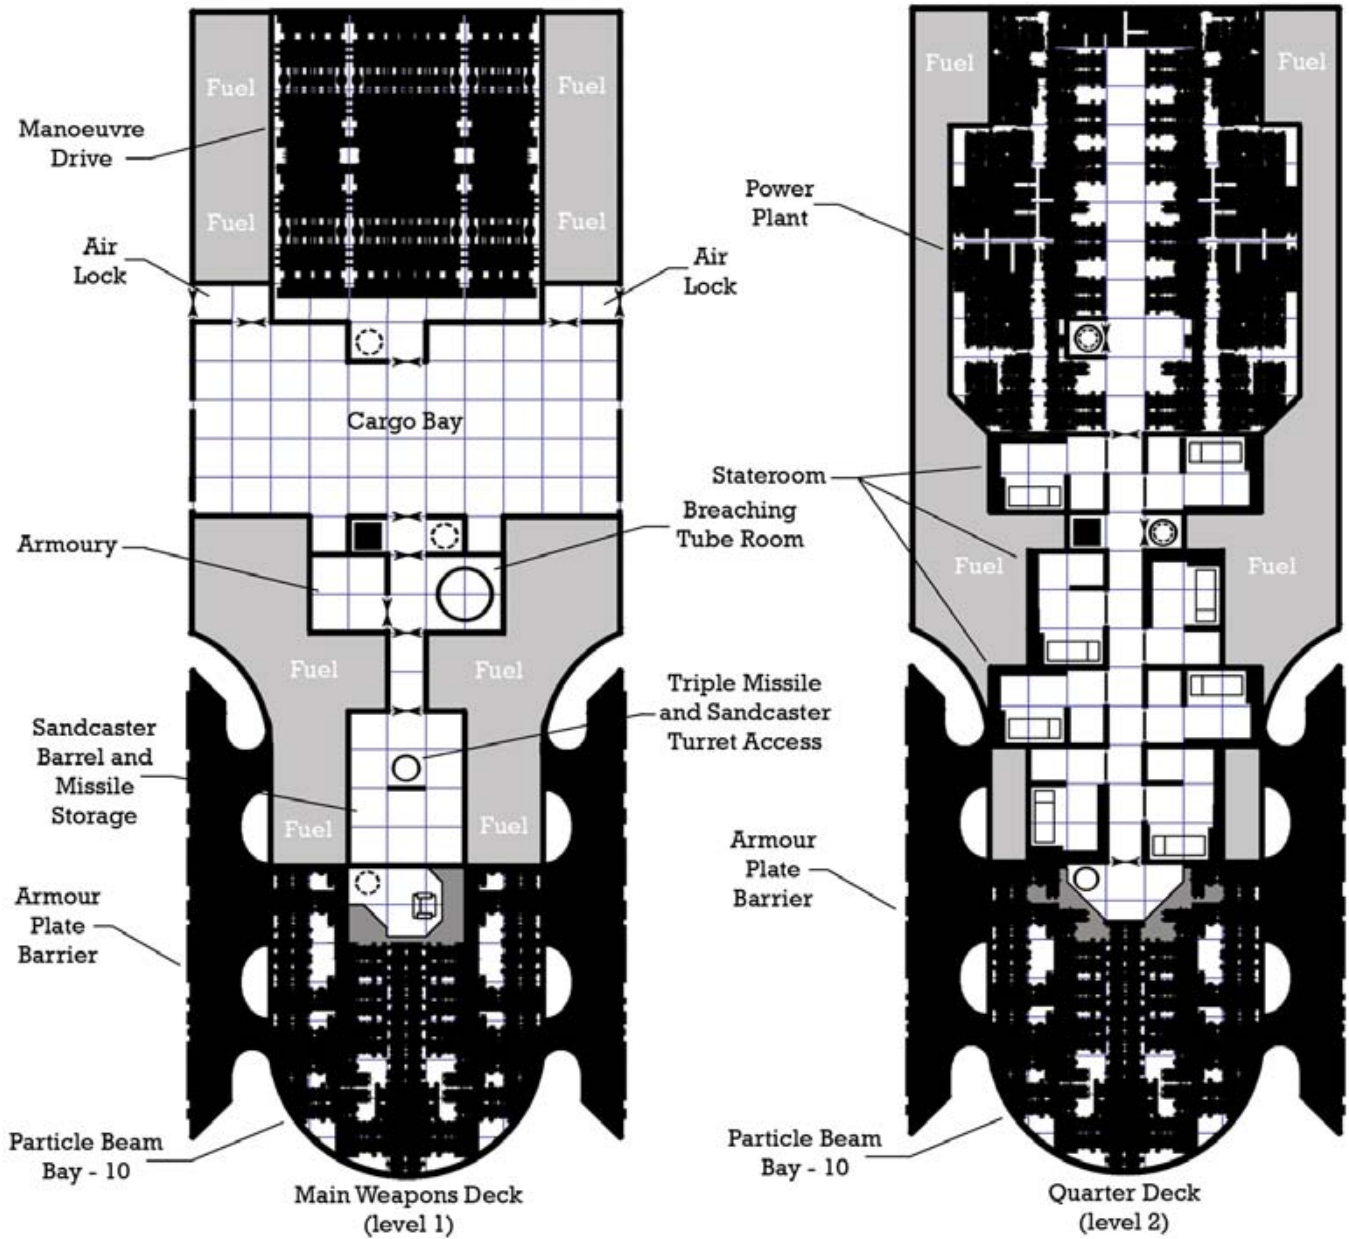 Fuel
Fuel
Manoeuvre
Drive
Fuel
Fuel
Air
Lock
Air
Lock
Cargo Bay
Armoury
Breaching
Tube Room
Fuel
Fuel
Sandcaster
Barrel and
Missile
Storage
Triple Missile
and Sandcaster
Turret Access
Fuel
Fuel
Armour
Plate
Barrier
Particle Beam
Bay - 10
Main Weapons Deck
(level 1)
Fuel
Fuel
Power
Plant
Stateroom
Fuel
Fuel
Armour
Plate
Barrier
Particle Beam
Bay - 10
Quarter Deck
(level 2)